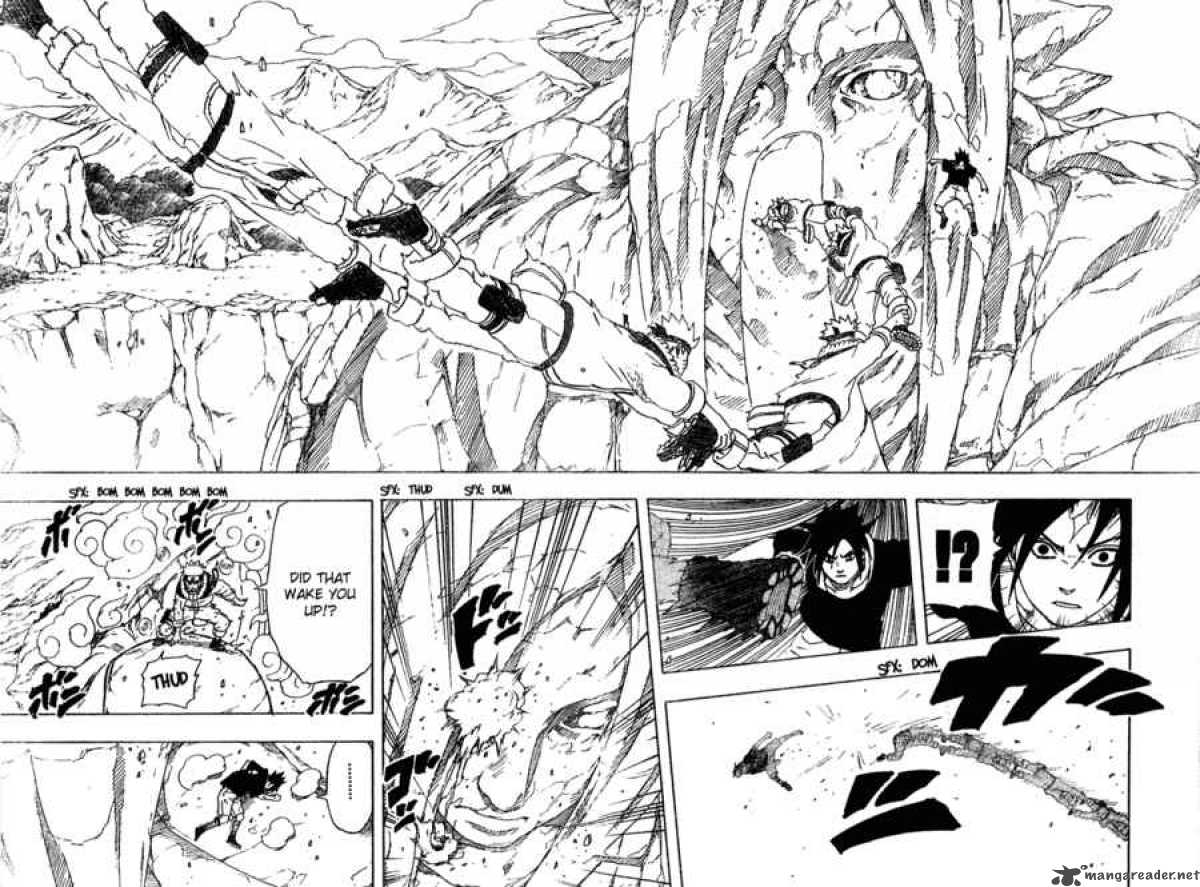 !?
SFX: DOM
SFX: THUD
SFX: DUM
ドッ
ゴッ
SFX: BOM BOM BOM BOM BOM
DID THAT
WAKE YOU
UP!?
ボン
ボン
ボン
ボン
THUD
.........
mangareader.net